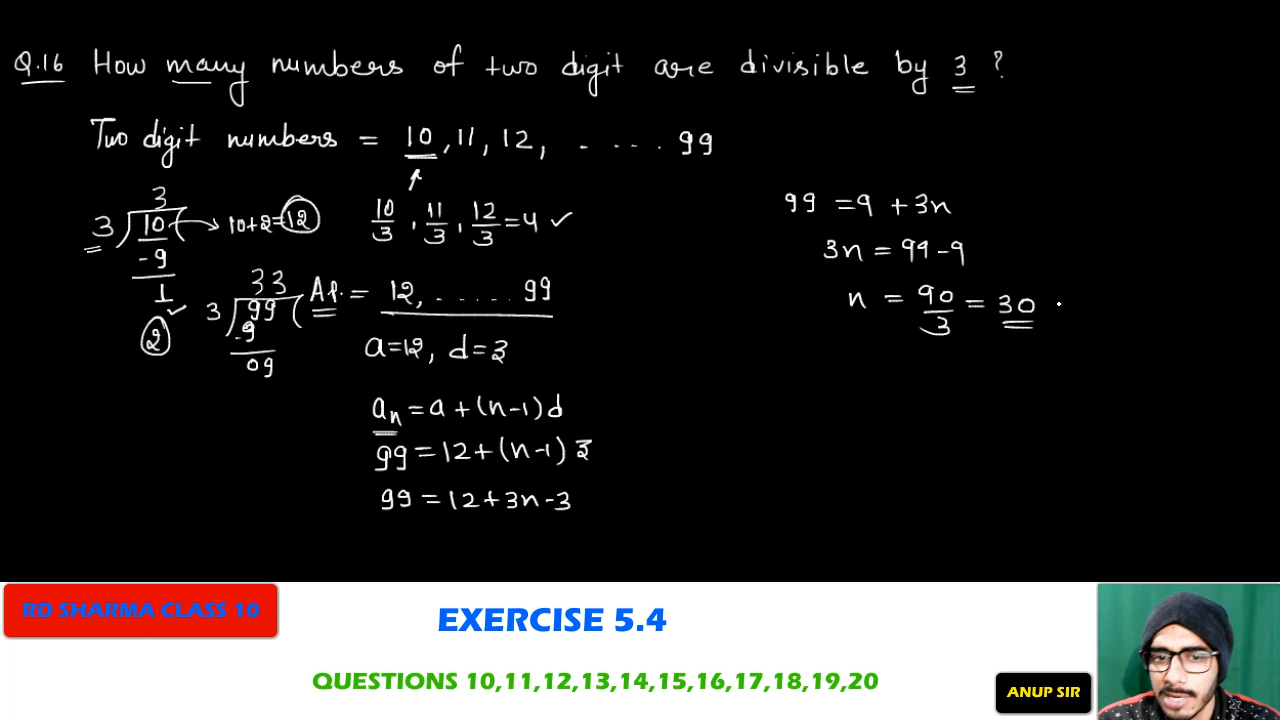 Q.16 How many numbers of two digit are divisible by 3 ?
Two digit numbers = 10, 11, 12, ..... 99
3
3 ) 10 ( → 10+2=12
-9
1
2 ✓
10/3 , 11/3 , 12/3 = 4 ✓
33
3 ) 99 (
-9
09
AP. = 12, ...... 99
a=12, d=3
an = a + (n-1) d
99 = 12 + (n-1) 3
99 = 12 + 3n - 3
99 = 9 + 3n
3n = 99 - 9
n = 90/3 = 30 .
RD SHARMA CLASS 10
EXERCISE 5.4
QUESTIONS 10,11,12,13,14,15,16,17,18,19,20
ANUP SIR